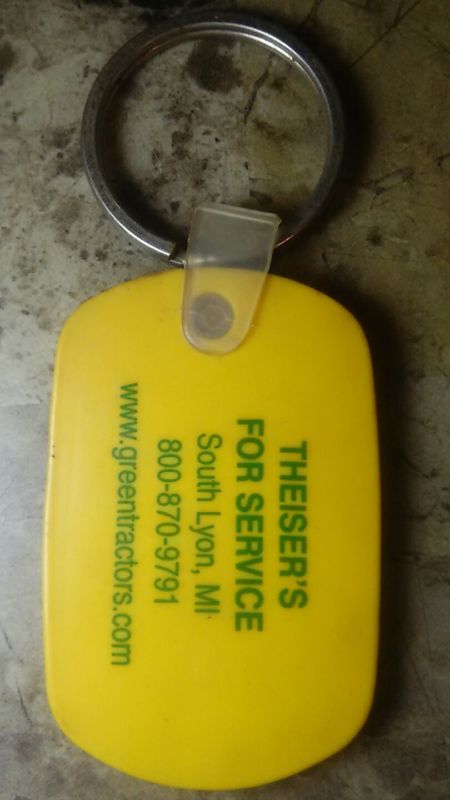 THEISER'S
FOR SERVICE
South Lyon, MI
800-870-9791
www.greentractors.com